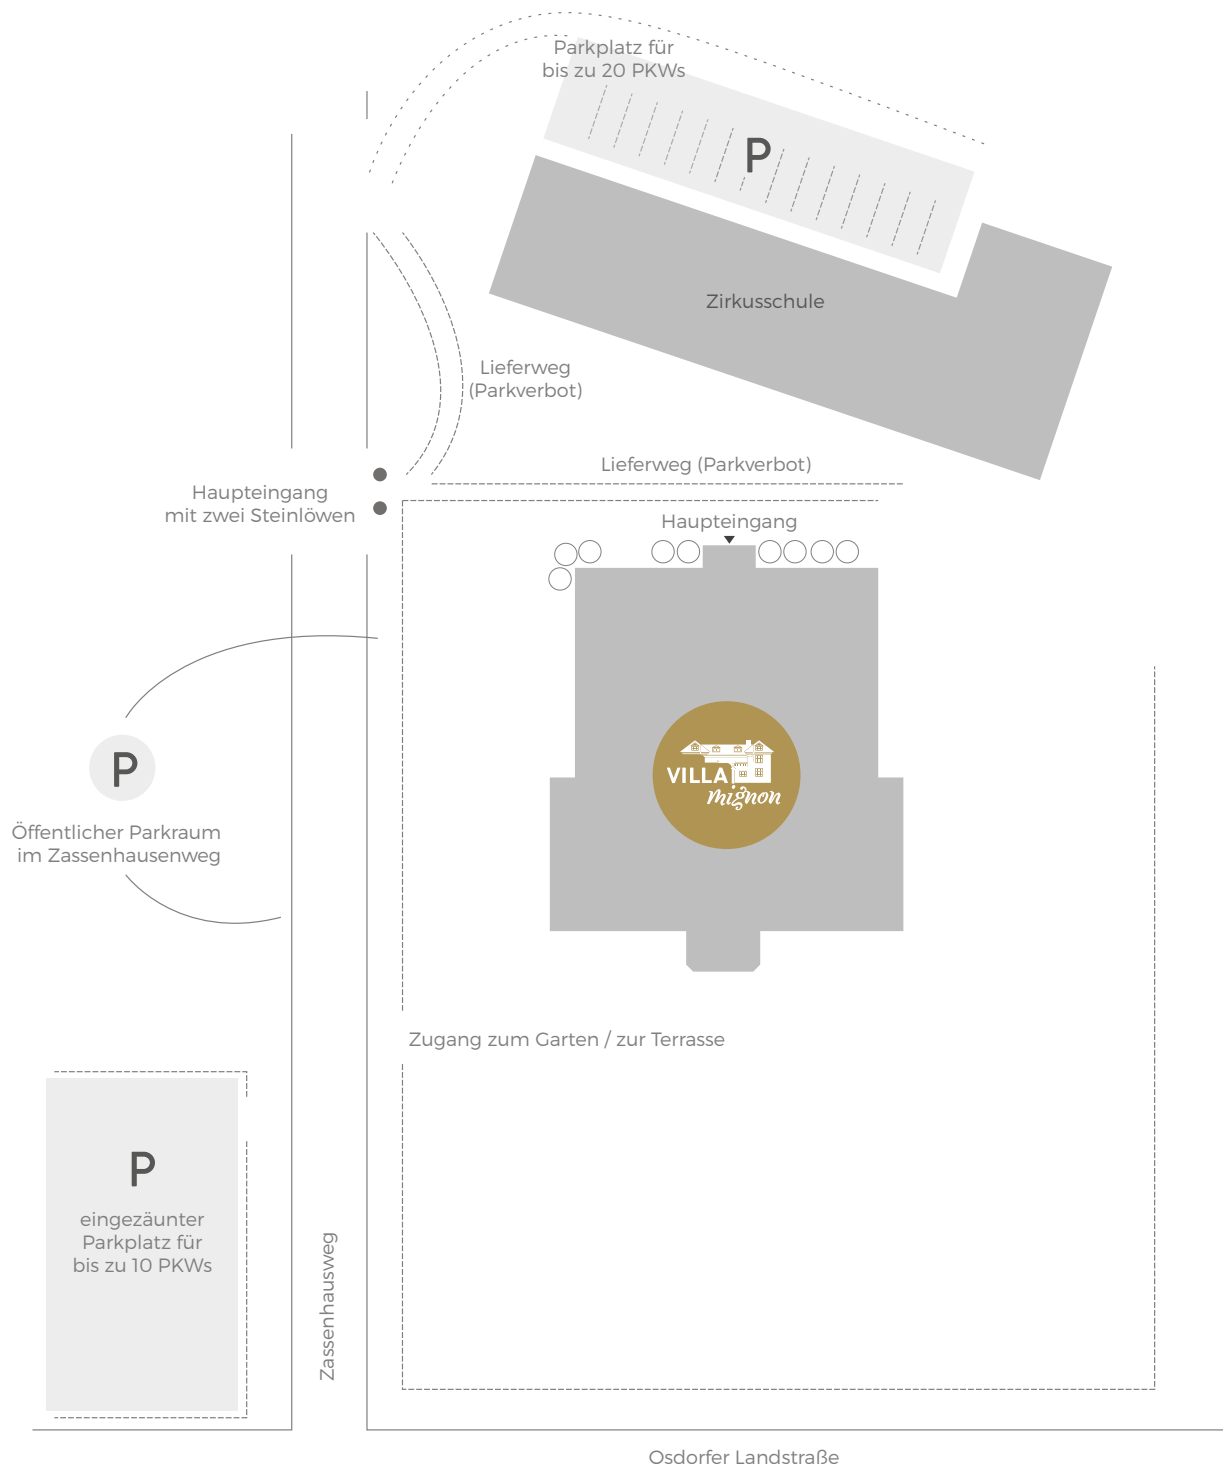 Parkplatz für
bis zu 20 PKWs
P
Zirkusschule
Lieferweg
(Parkverbot)
Lieferweg (Parkverbot)
Haupteingang
mit zwei Steinlöwen
Haupteingang
VILLA
mignon
P
Öffentlicher Parkraum
im Zassenhausenweg
Zugang zum Garten / zur Terrasse
P
eingezäunter
Parkplatz für
bis zu 10 PKWs
Zassenhausweg
Osdorfer Landstraße